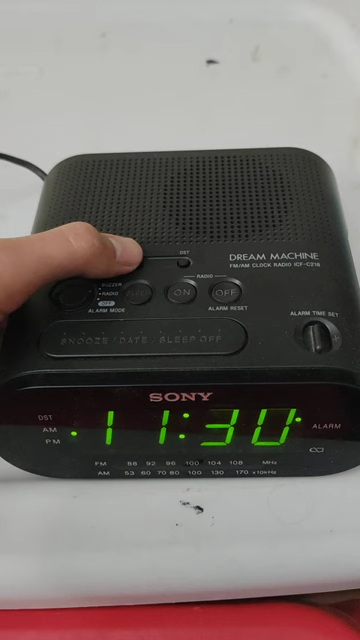 DST
DREAM MACHINE
FM/AM CLOCK RADIO ICF-C218
BUZZER
RADIO
OFF
ALARM MODE
RADIO
ON
OFF
ALARM RESET
ALARM TIME SET
SNOOZE / DATE / SLEEP OFF
SONY
DST
AM
PM
11:30
ALARM
FM 88 92 96 100 104 108 MHz
AM 53 60 70 80 100 130 170 x10kHz